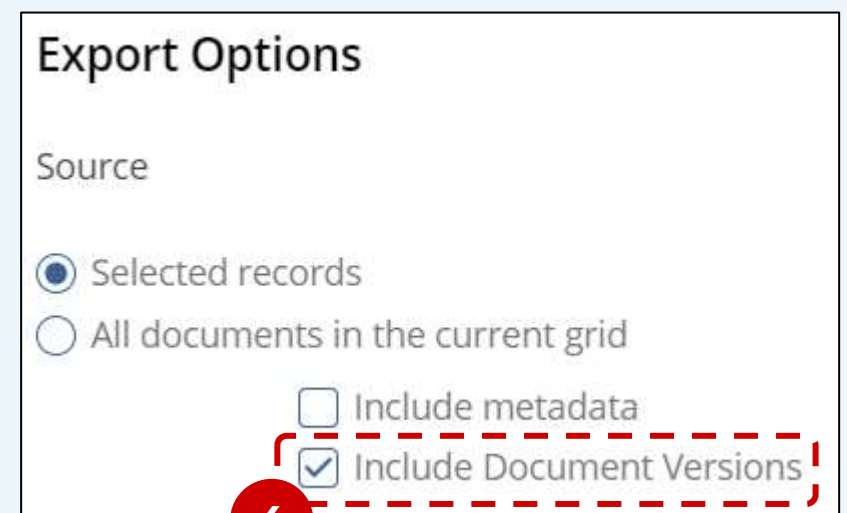 Export Options
Source
Selected records
All documents in the current grid
Include metadata
Include Document Versions